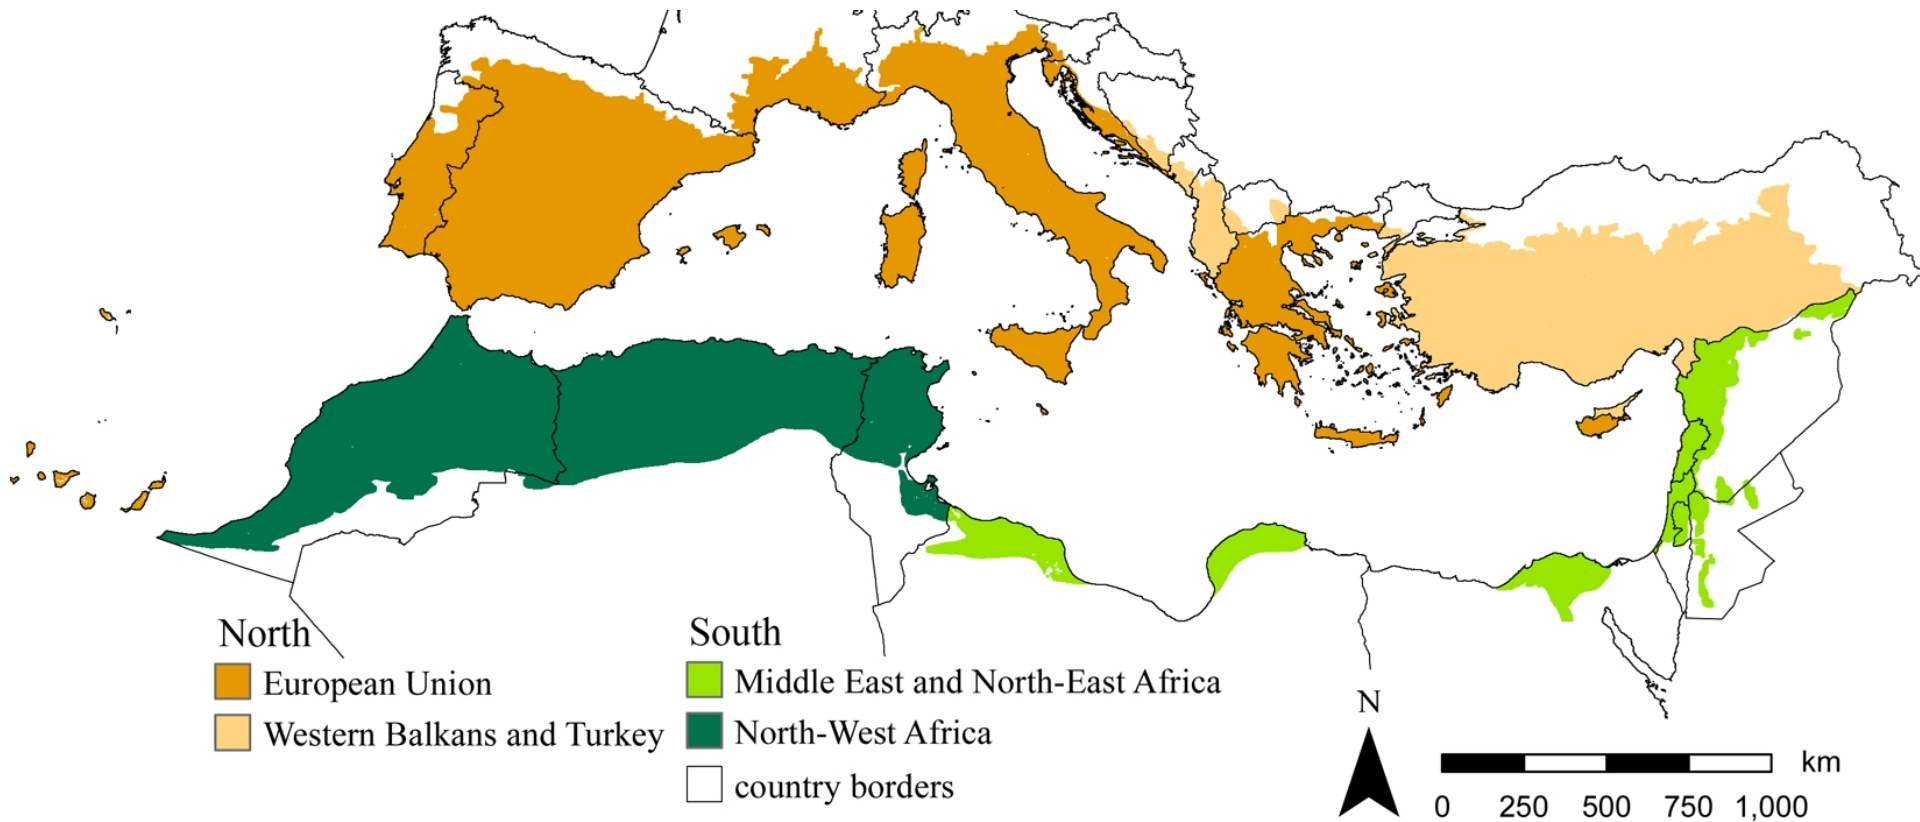 North
European Union
Western Balkans and Turkey
South
Middle East and North-East Africa
North-West Africa
country borders
N
km
0 250 500 750 1,000